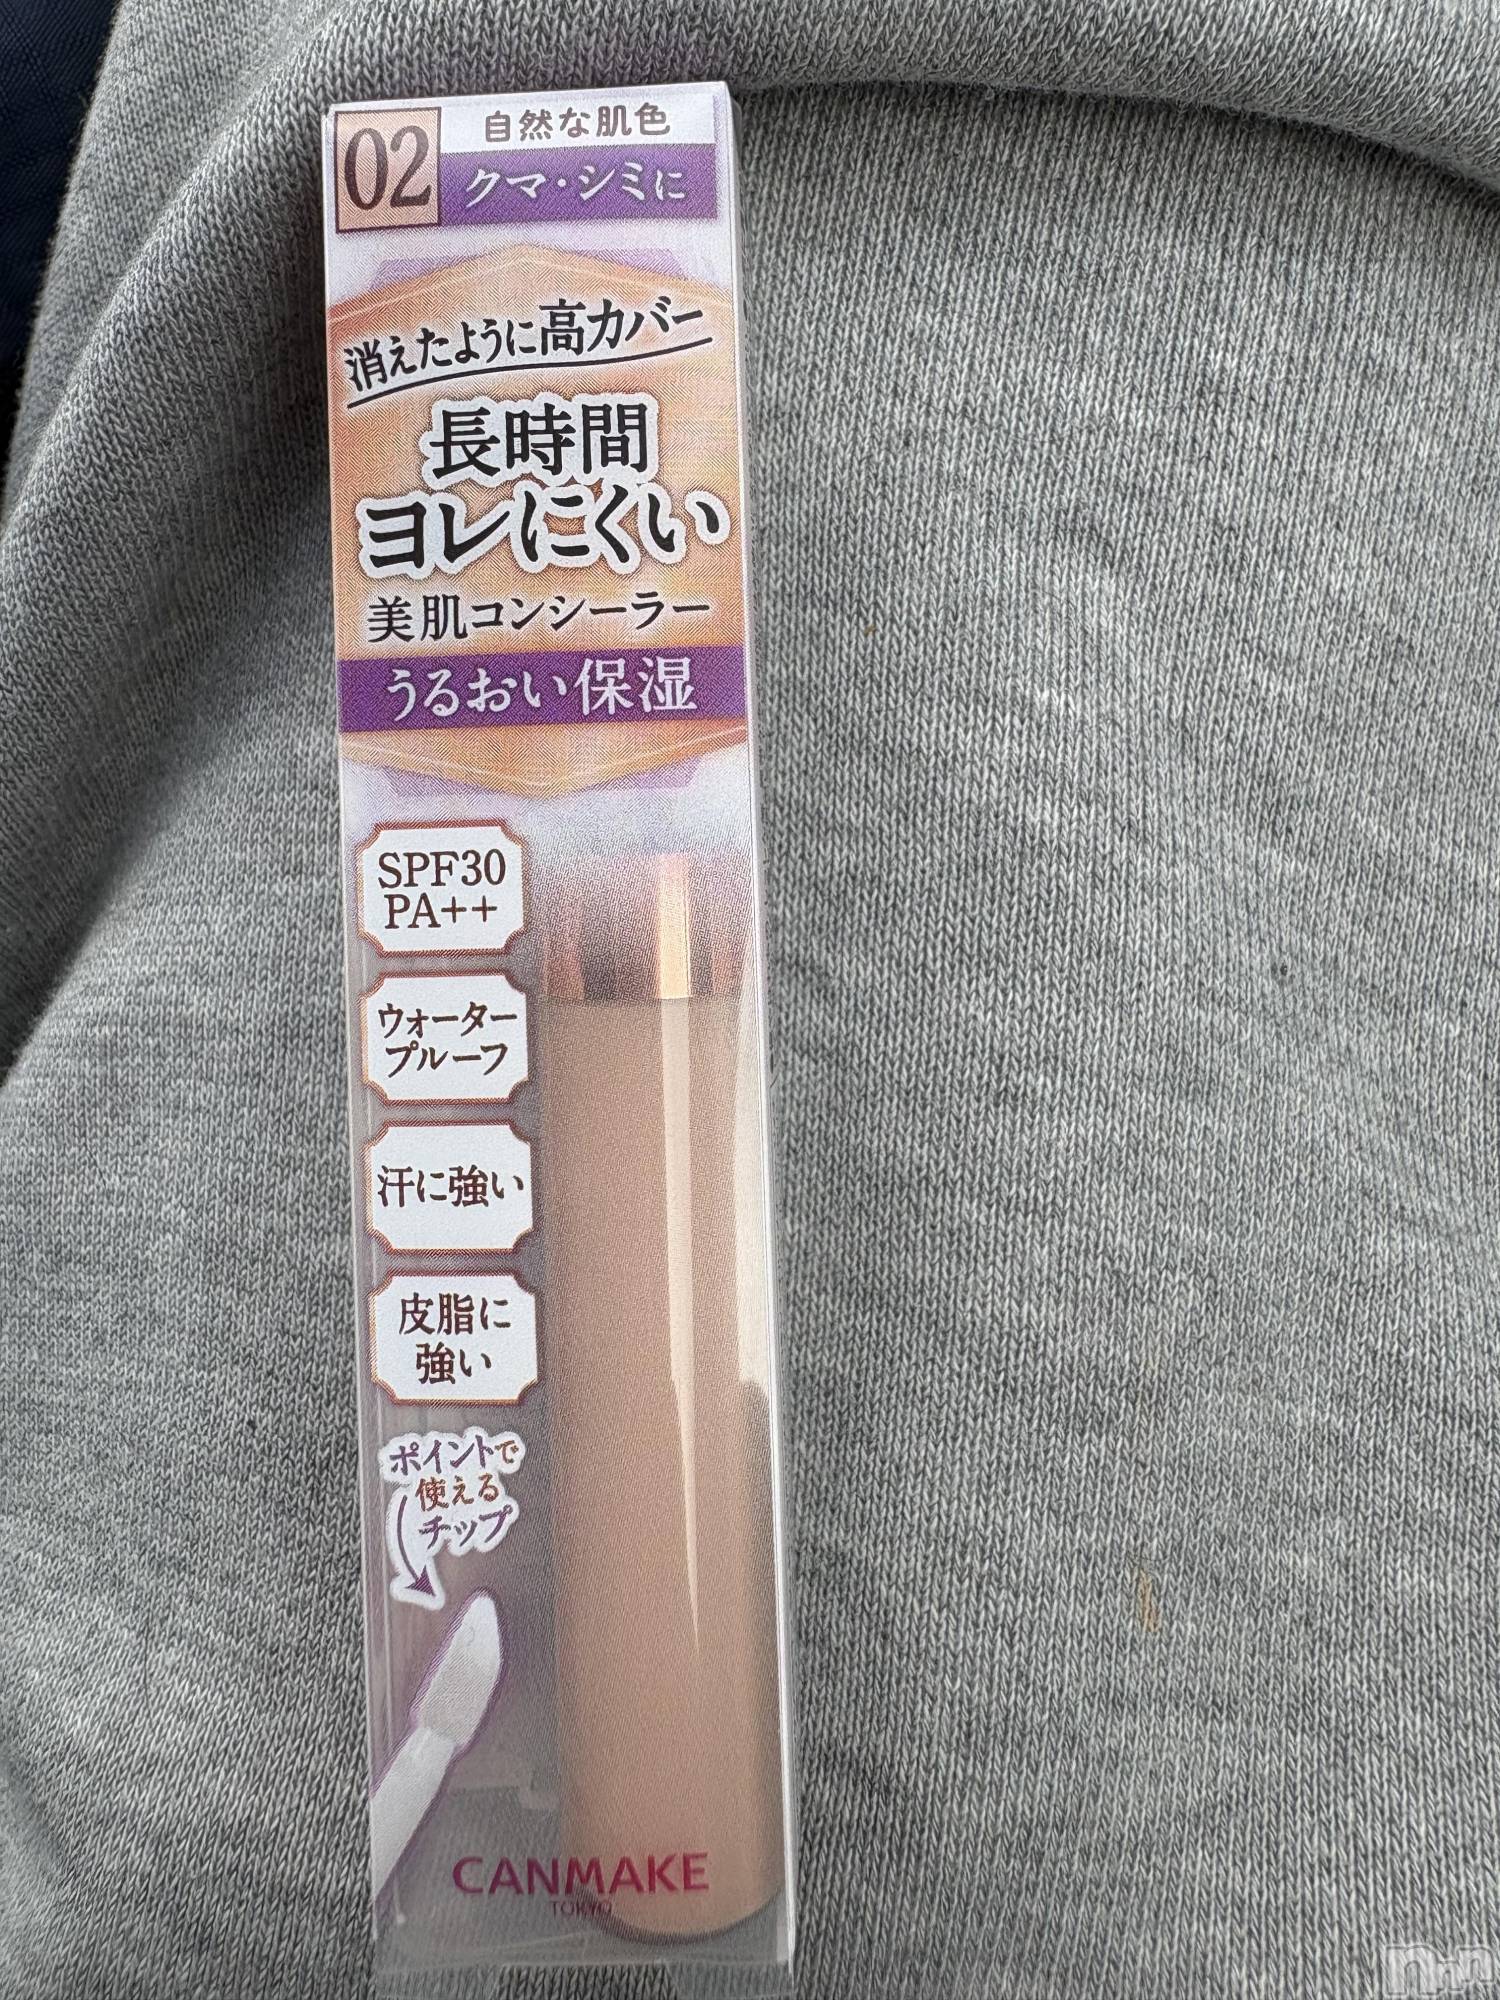 02
自然な肌色
クマ・シミに
消えたように高カバー
長時間
ヨレにくい
美肌コンシーラー
うるおい保湿
SPF30
PA++
ウォーター
プルーフ
汗に強い
皮脂に
強い
ポイントで
使える
チップ
CANMAKE
TOKYO